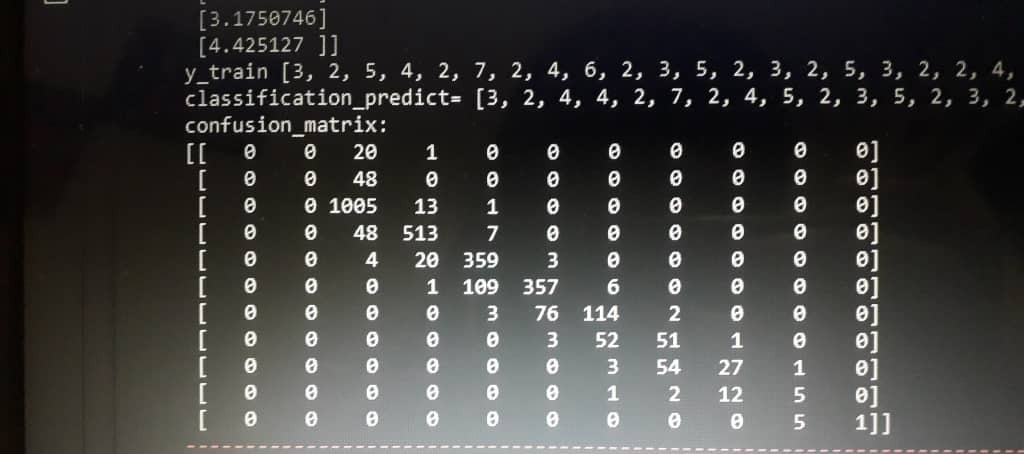 [3.1750746]
[4.425127 ]]
y_train [3, 2, 5, 4, 2, 7, 2, 4, 6, 2, 3, 5, 2, 3, 2, 5, 3, 2, 2, 4,
classification_predict= [3, 2, 4, 4, 2, 7, 2, 4, 5, 2, 3, 5, 2, 3, 2,
confusion_matrix:
[[ 0 0 20 1 0 0 0 0 0 0 0]
[ 0 0 48 0 0 0 0 0 0 0 0]
[ 0 0 1005 13 1 0 0 0 0 0 0]
[ 0 0 48 513 7 0 0 0 0 0 0]
[ 0 0 4 20 359 3 0 0 0 0 0]
[ 0 0 0 1 109 357 6 0 0 0 0]
[ 0 0 0 0 3 76 114 2 0 0 0]
[ 0 0 0 0 0 3 52 51 1 0 0]
[ 0 0 0 0 0 0 3 54 27 1 0]
[ 0 0 0 0 0 0 1 2 12 5 0]
[ 0 0 0 0 0 0 0 0 0 5 1]]